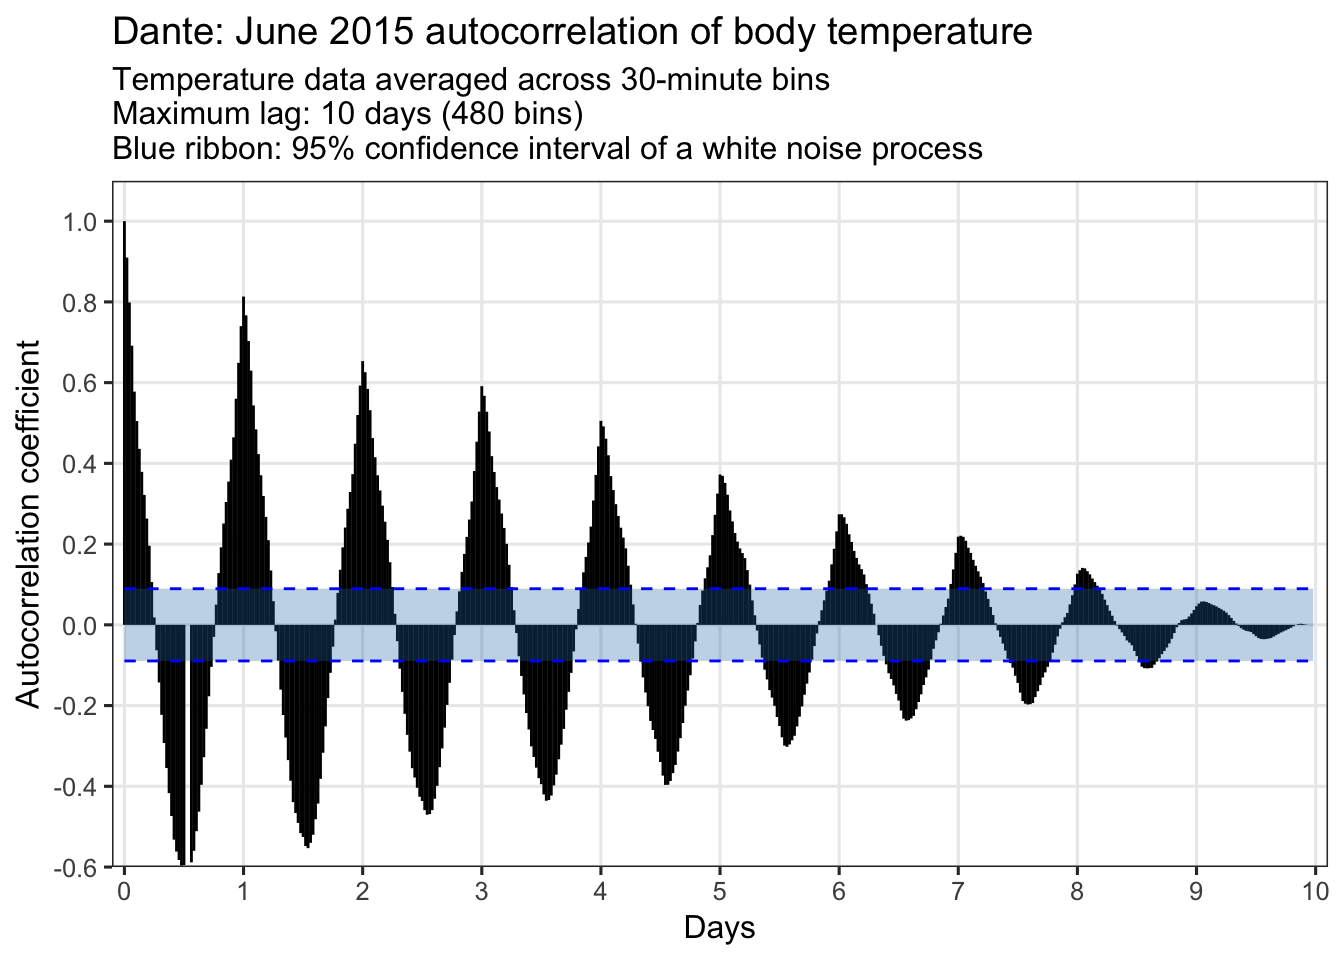 Dante: June 2015 autocorrelation of body temperature
Temperature data averaged across 30-minute bins
Maximum lag: 10 days (480 bins)
Blue ribbon: 95% confidence interval of a white noise process
Autocorrelation coefficient
1.0
0.8
0.6
0.4
0.2
0.0
-0.2
-0.4
-0.6
0 1 2 3 4 5 6 7 8 9 10
Days